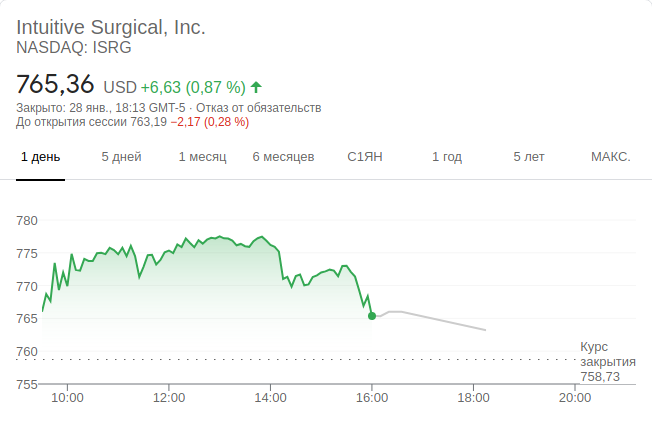 Intuitive Surgical, Inc.
NASDAQ: ISRG
765,36 USD +6,63 (0,87 %)
Закрыто: 28 янв., 18:13 GMT-5 · Отказ от обязательств
До открытия сессии 763,19 −2,17 (0,28 %)
1 день 5 дней 1 месяц 6 месяцев С1ЯН 1 год 5 лет МАКС.
780
775
770
765
760
755
Курс
закрытия
758,73
10:00 12:00 14:00 16:00 18:00 20:00